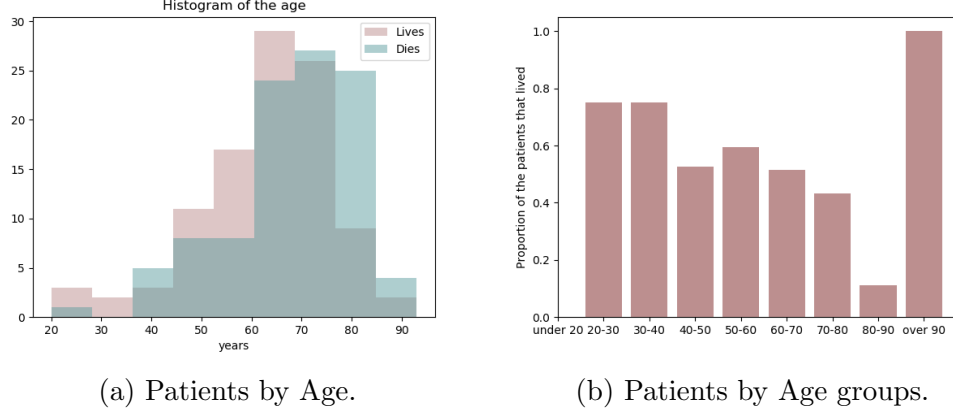 Histogram of the age
30
25
20
15
10
5
0
Lives
Dies
20 30 40 50 60 70 80 90
years
(a) Patients by Age.
Proportion of the patients that lived
1.0
0.8
0.6
0.4
0.2
0.0
under 20 20-30 30-40 40-50 50-60 60-70 70-80 80-90 over 90
(b) Patients by Age groups.